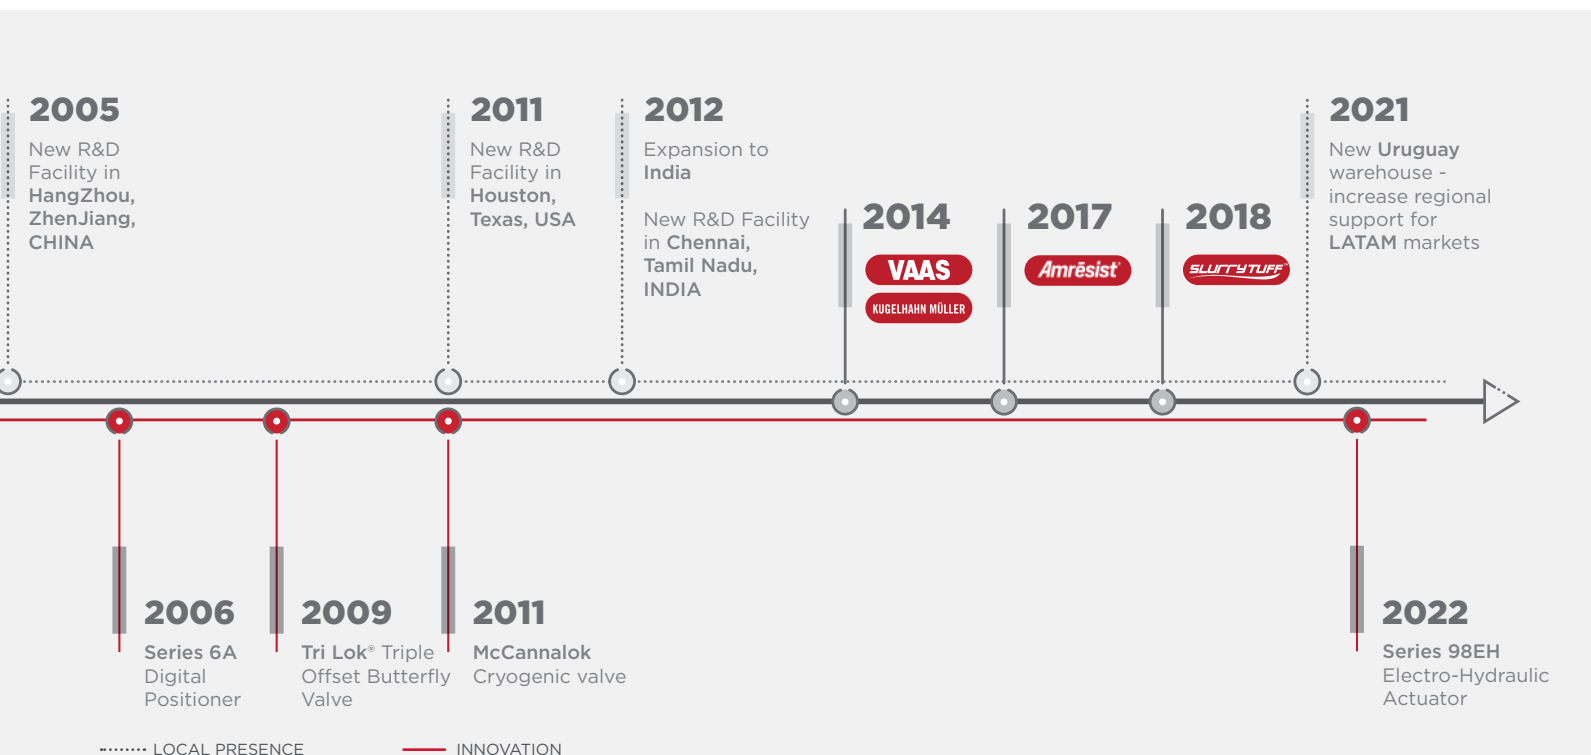 2005
New R&D
Facility in
HangZhou,
ZhenJiang,
CHINA
2011
New R&D
Facility in
Houston,
Texas, USA
2012
Expansion to
India
New R&D Facility
in Chennai,
Tamil Nadu,
INDIA
2014
VAAS
KUGELHAHN MÜLLER
2017
Amrēsist
2018
SLURRYTUFF™
2021
New Uruguay
warehouse -
increase regional
support for
LATAM markets
2006
Series 6A
Digital
Positioner
2009
Tri Lok® Triple
Offset Butterfly
Valve
2011
McCannalok
Cryogenic valve
2022
Series 98EH
Electro-Hydraulic
Actuator
LOCAL PRESENCE
INNOVATION